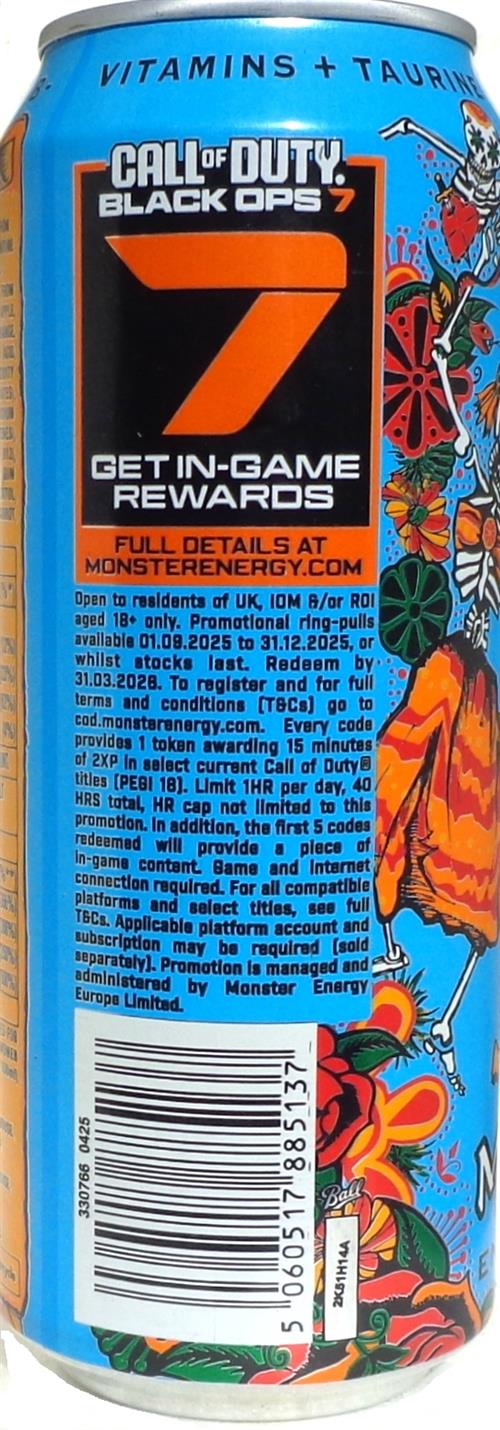 VITAMINS + TAURINE
CALL OF DUTY®
BLACK OPS 7
7
GET IN-GAME
REWARDS
FULL DETAILS AT
MONSTERENERGY.COM
Open to residents of UK, IOM &/or ROI
aged 18+ only. Promotional ring-pulls
available 01.09.2025 to 31.12.2025, or
whilst stocks last. Redeem by
31.03.2026. To register and for full
terms and conditions (T&Cs) go to
cod.monsterenergy.com. Every code
provides 1 token awarding 15 minutes
of 2XP in select current Call of Duty®
titles (PEGI 18). Limit 1HR per day, 40
HRS total, HR cap not limited to this
promotion. In addition, the first 5 codes
redeemed will provide a piece of
in-game content. Game and Internet
connection required. For all compatible
platforms and select titles, see full
T&Cs. Applicable platform account and
subscription may be required (sold
separately). Promotion is managed and
administered by Monster Energy
Europe Limited.
330766 0425
5 060517 885137
Ball
2K51H14A